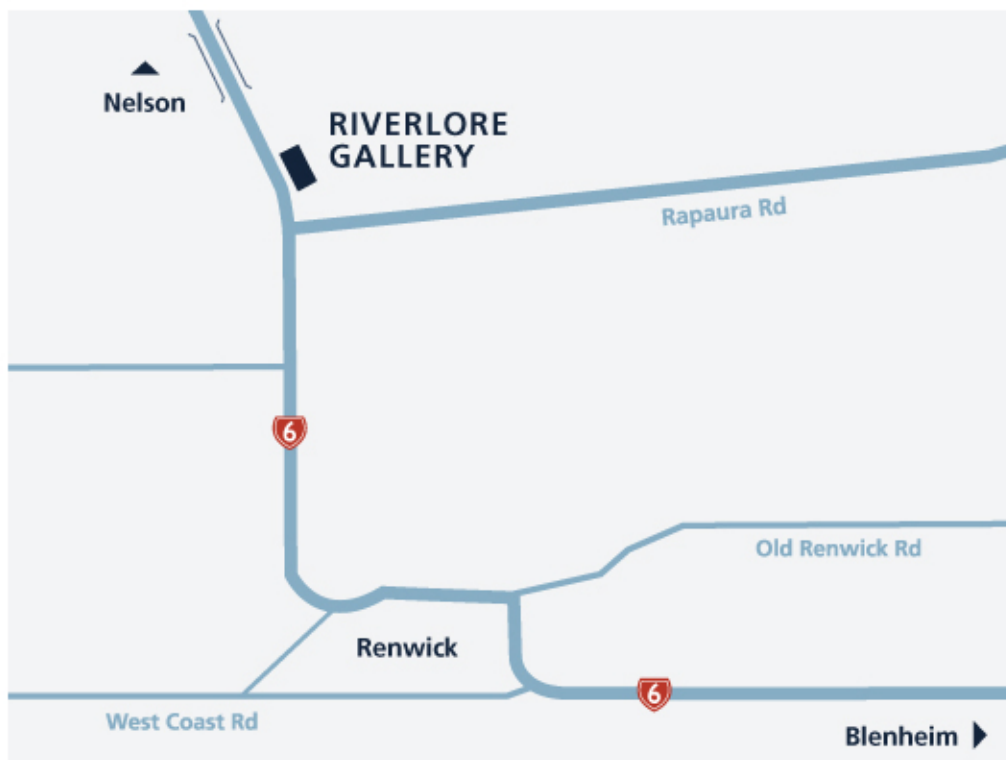 Nelson
RIVERLORE
GALLERY
Rapaura Rd
6
Old Renwick Rd
Renwick
6
West Coast Rd
Blenheim